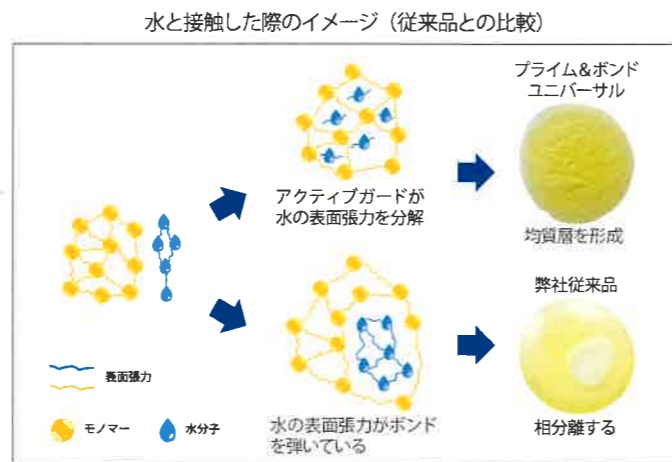 水と接触した際のイメージ（従来品との比較）
プライム&ボンド
ユニバーサル
アクティブガードが
水の表面張力を分解
均質層を形成
弊社従来品
表面張力
モノマー
水分子
水の表面張力がボンド
を弾いている
相分離する